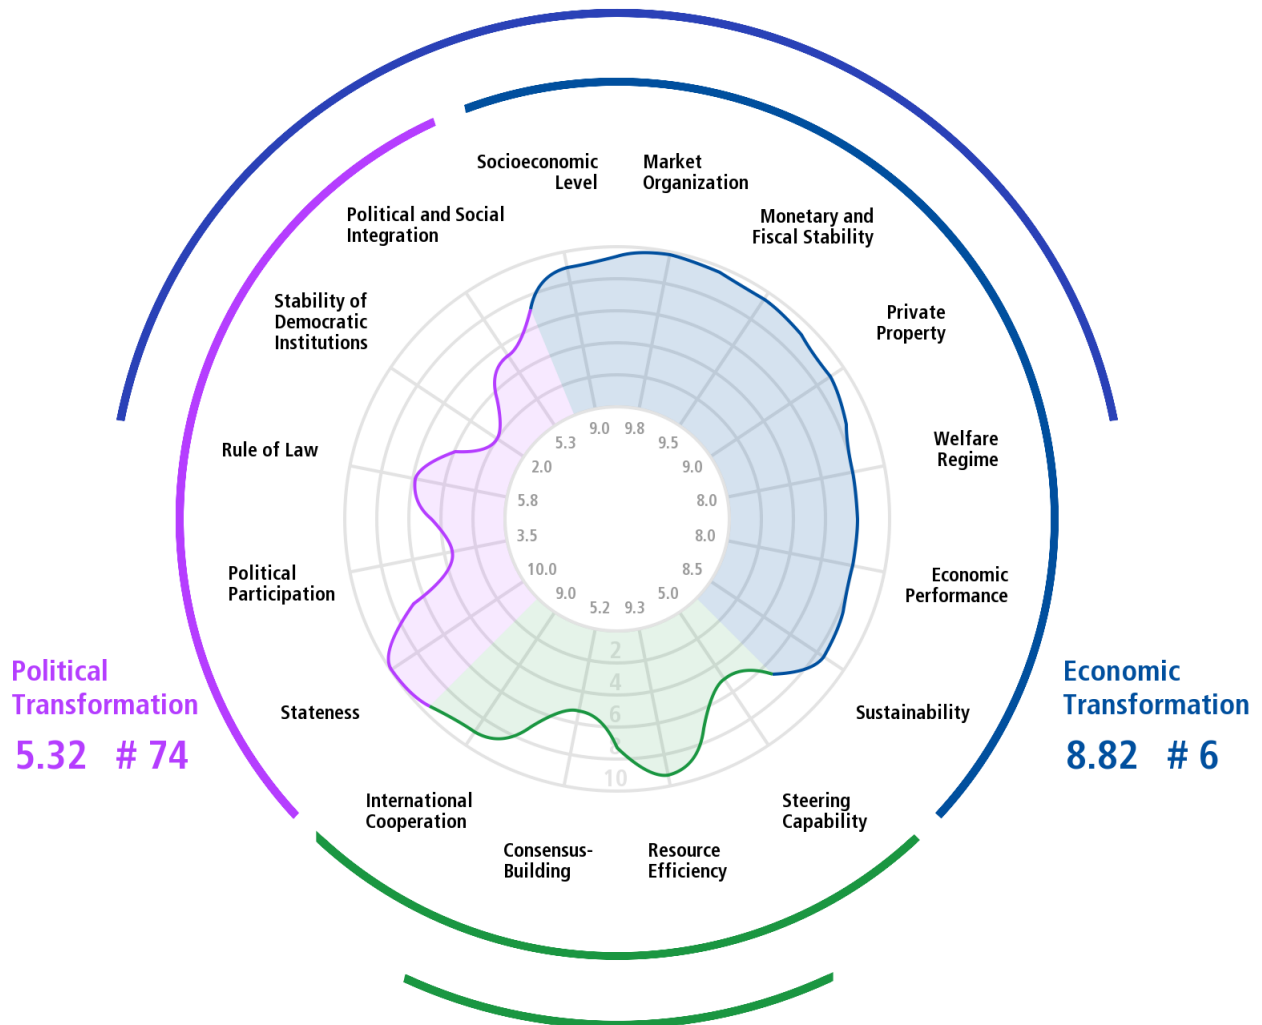 Socioeconomic
Level
Market
Organization
Political and Social
Integration
Monetary and
Fiscal Stability
Stability of
Democratic
Institutions
Private
Property
Rule of Law
Welfare
Regime
Political
Participation
Economic
Performance
Stateness
Sustainability
International
Cooperation
Steering
Capability
Consensus-
Building
Resource
Efficiency
9.0
9.8
5.3
9.5
2.0
9.0
5.8
8.0
3.5
8.0
10.0
8.5
9.0
5.0
5.2
9.3
2
4
6
8
10
Political
Transformation
5.32 # 74
Economic
Transformation
8.82 # 6